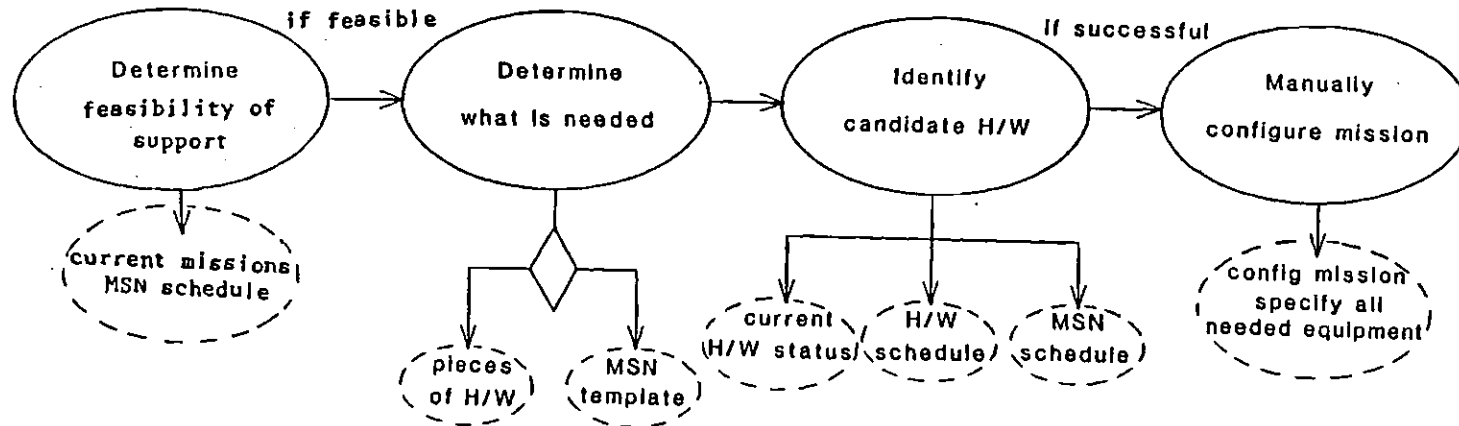 if feasible
If successful
Determine
feasibility of
support
Determine
what is needed
Identify
candidate H/W
Manually
configure mission
current missions
MSN schedule
pieces
of H/W
MSN
template
current
H/W status
H/W
schedule
MSN
schedule
config mission
specify all
needed equipment